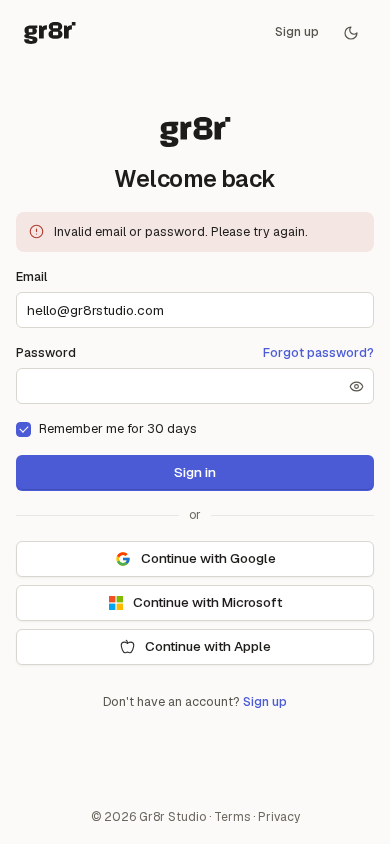 gr8r
Sign up
gr8r
Welcome back
Invalid email or password. Please try again.
Email
hello@gr8rstudio.com
Password
Forgot password?
Remember me for 30 days
Sign in
or
Continue with Google
Continue with Microsoft
Continue with Apple
Don't have an account? Sign up
© 2026 Gr8r Studio · Terms · Privacy